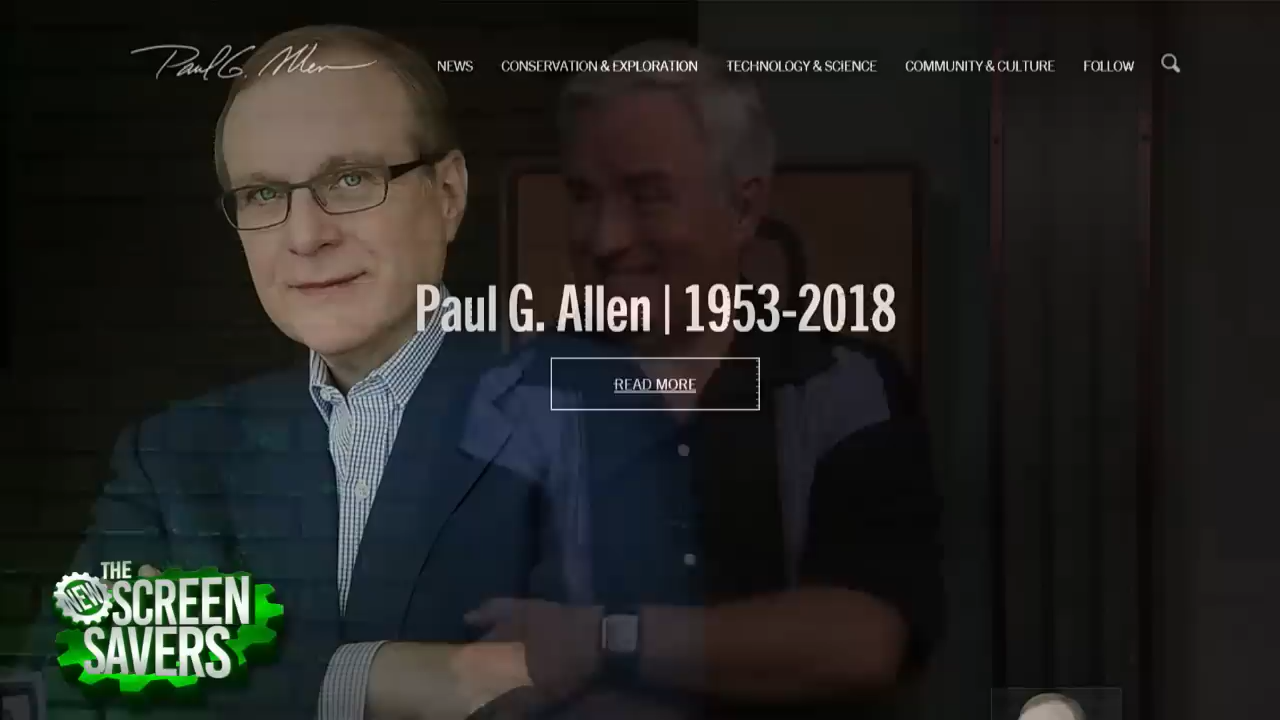 Paul G. Allen
NEWS
CONSERVATION & EXPLORATION
TECHNOLOGY & SCIENCE
COMMUNITY & CULTURE
FOLLOW
Paul G. Allen | 1953-2018
READ MORE
THE
NEW
SCREEN
SAVERS